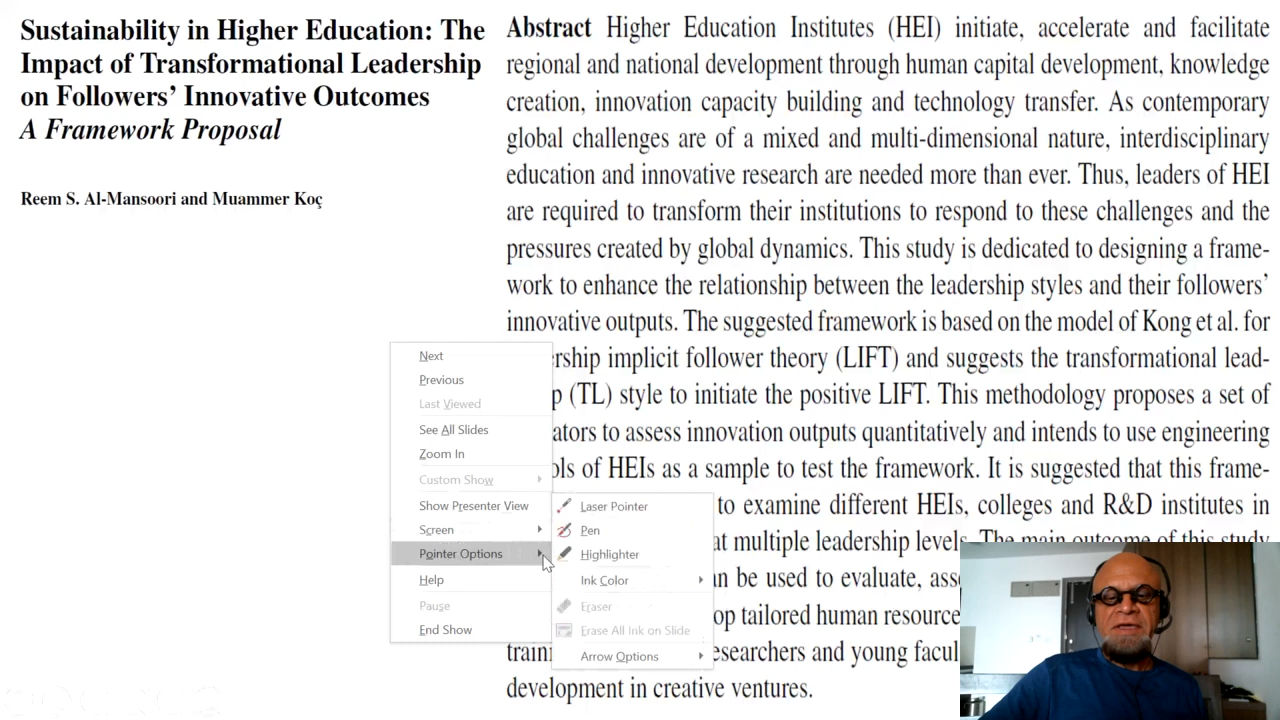 Sustainability in Higher Education: The
Impact of Transformational Leadership
on Followers' Innovative Outcomes
A Framework Proposal
Reem S. Al-Mansoori and Muammer Koç
Abstract Higher Education Institutes (HEI) initiate, accelerate and facilitate
regional and national development through human capital development, knowledge
creation, innovation capacity building and technology transfer. As contemporary
global challenges are of a mixed and multi-dimensional nature, interdisciplinary
education and innovative research are needed more than ever. Thus, leaders of HEI
are required to transform their institutions to respond to these challenges and the
pressures created by global dynamics. This study is dedicated to designing a frame-
work to enhance the relationship between the leadership styles and their followers'
innovative outputs. The suggested framework is based on the model of Kong et al. for
ership implicit follower theory (LIFT) and suggests the transformational lead-
p (TL) style to initiate the positive LIFT. This methodology proposes a set of
ators to assess innovation outputs quantitatively and intends to use engineering
ols of HEIs as a sample to test the framework. It is suggested that this frame-
to examine different HEIs, colleges and R&D institutes in
at multiple leadership levels. The main outcome of this study
n be used to evaluate, ass
op tailored human resource
traini
esearchers and young facul
development in creative ventures.
Next
Previous
Last Viewed
See All Slides
Zoom In
Custom Show
Show Presenter View
Screen
Pointer Options
Help
Pause
End Show
Laser Pointer
Pen
Highlighter
Ink Color
Eraser
Erase All Ink on Slide
Arrow Options